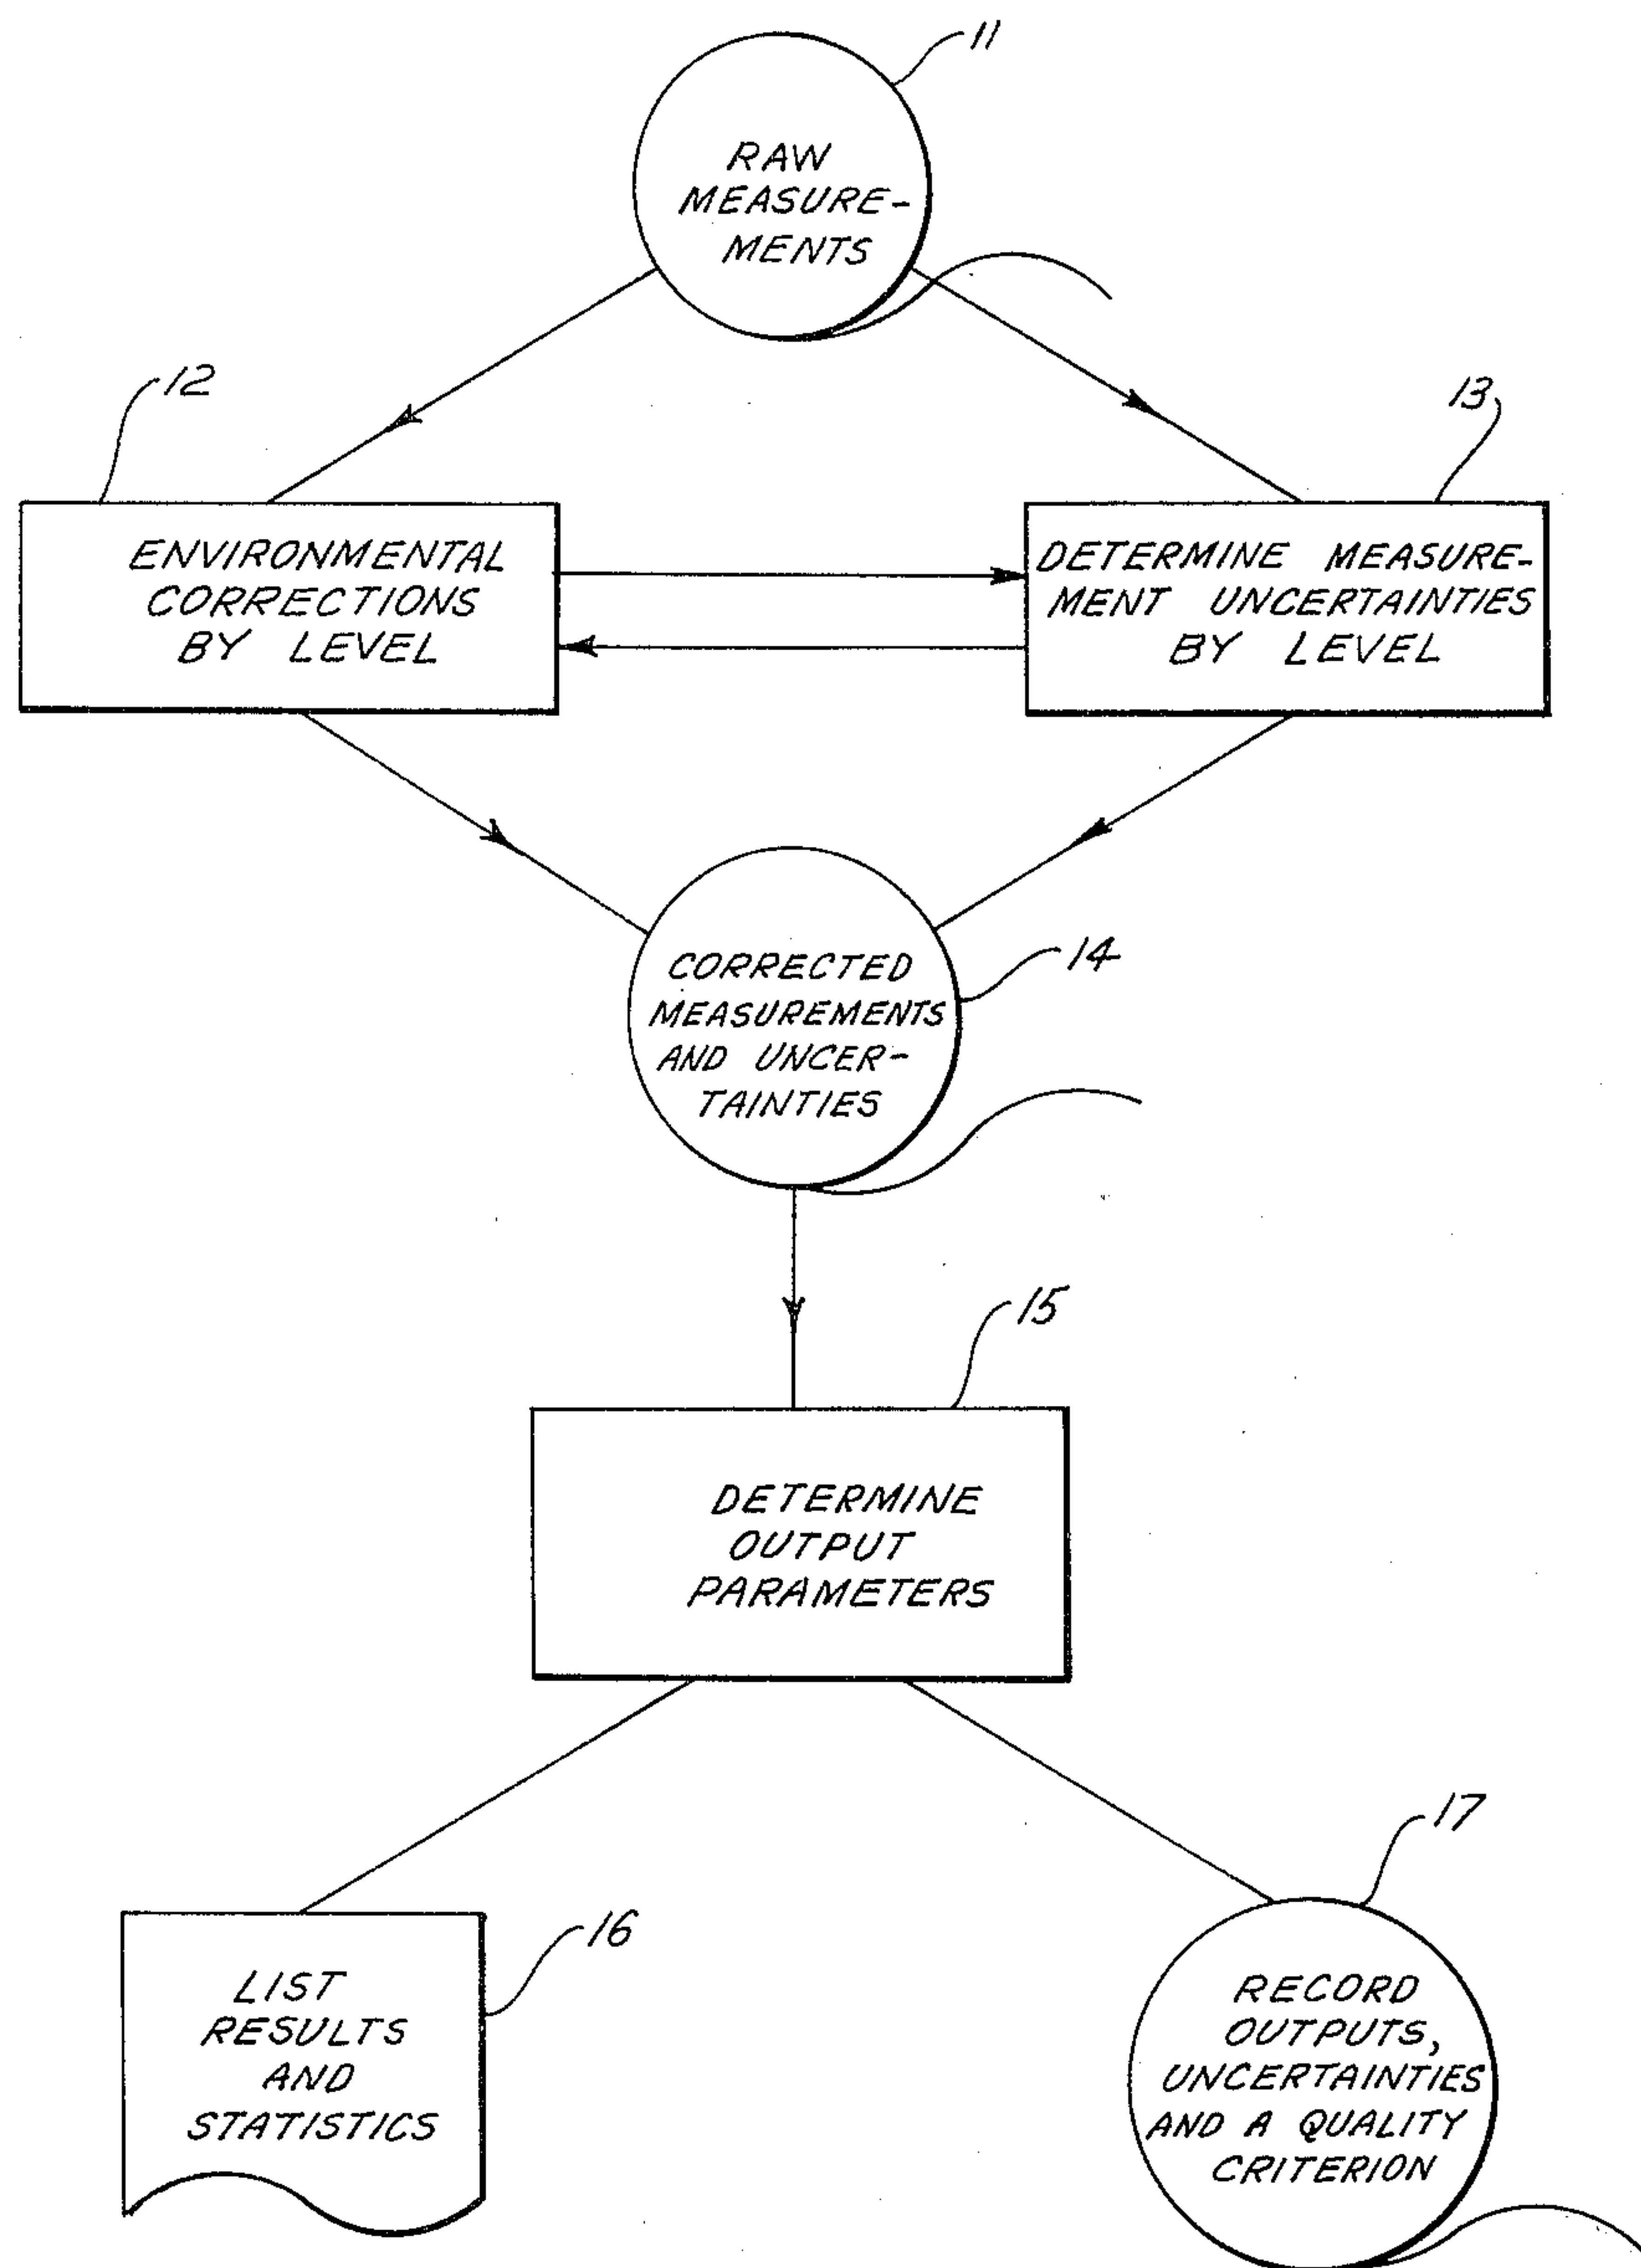 11
RAW
MEASURE-
MENTS
12
13
ENVIRONMENTAL
CORRECTIONS
BY LEVEL
DETERMINE MEASURE-
MENT UNCERTAINTIES
BY LEVEL
14
CORRECTED
MEASUREMENTS
AND UNCER-
TAINTIES
15
DETERMINE
OUTPUT
PARAMETERS
17
16
LIST
RESULTS
AND
STATISTICS
RECORD
OUTPUTS,
UNCERTAINTIES
AND A QUALITY
CRITERION